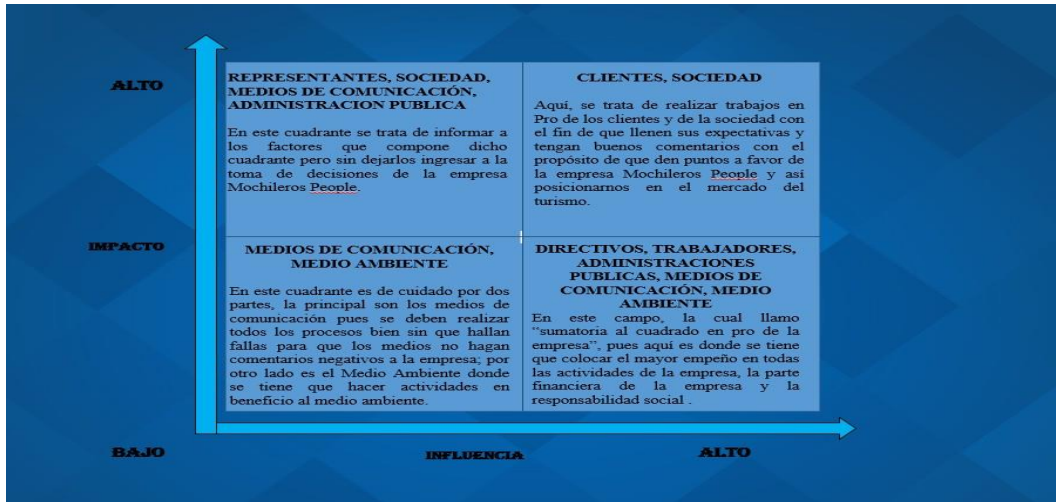 ALTO
REPRESENTANTES, SOCIEDAD,
MEDIOS DE COMUNICACIÓN,
ADMINISTRACION PUBLICA
En este cuadrante se trata de informar a
los factores que compone dicho
cuadrante pero sin dejarlos ingresar a la
toma de decisiones de la empresa
Mochileros People.
CLIENTES, SOCIEDAD
Aquí, se trata de realizar trabajos en
Pro de los clientes y de la sociedad con
el fin de que llenen sus expectativas y
tengan buenos comentarios con el
propósito de que den puntos a favor de
la empresa Mochileros People y así
posicionarnos en el mercado del
turismo.
IMPACTO
MEDIOS DE COMUNICACIÓN,
MEDIO AMBIENTE
En este cuadrante es de cuidado por dos
partes, la principal son los medios de
comunicación pues se deben realizar
todos los procesos bien sin que hallan
fallas para que los medios no hagan
comentarios negativos a la empresa; por
otro lado es el Medio Ambiente donde
se tiene que hacer actividades en
beneficio al medio ambiente.
DIRECTIVOS, TRABAJADORES,
ADMINISTRACIONES
PUBLICAS, MEDIOS DE
COMUNICACIÓN, MEDIO
AMBIENTE
En este campo, la cual llamo
“sumatoria al cuadrado en pro de la
empresa”, pues aquí es donde se tiene
que colocar el mayor empeño en todas
las actividades de la empresa, la parte
financiera de la empresa y la
responsabilidad social .
BAJO
INFLUENCIA
ALTO